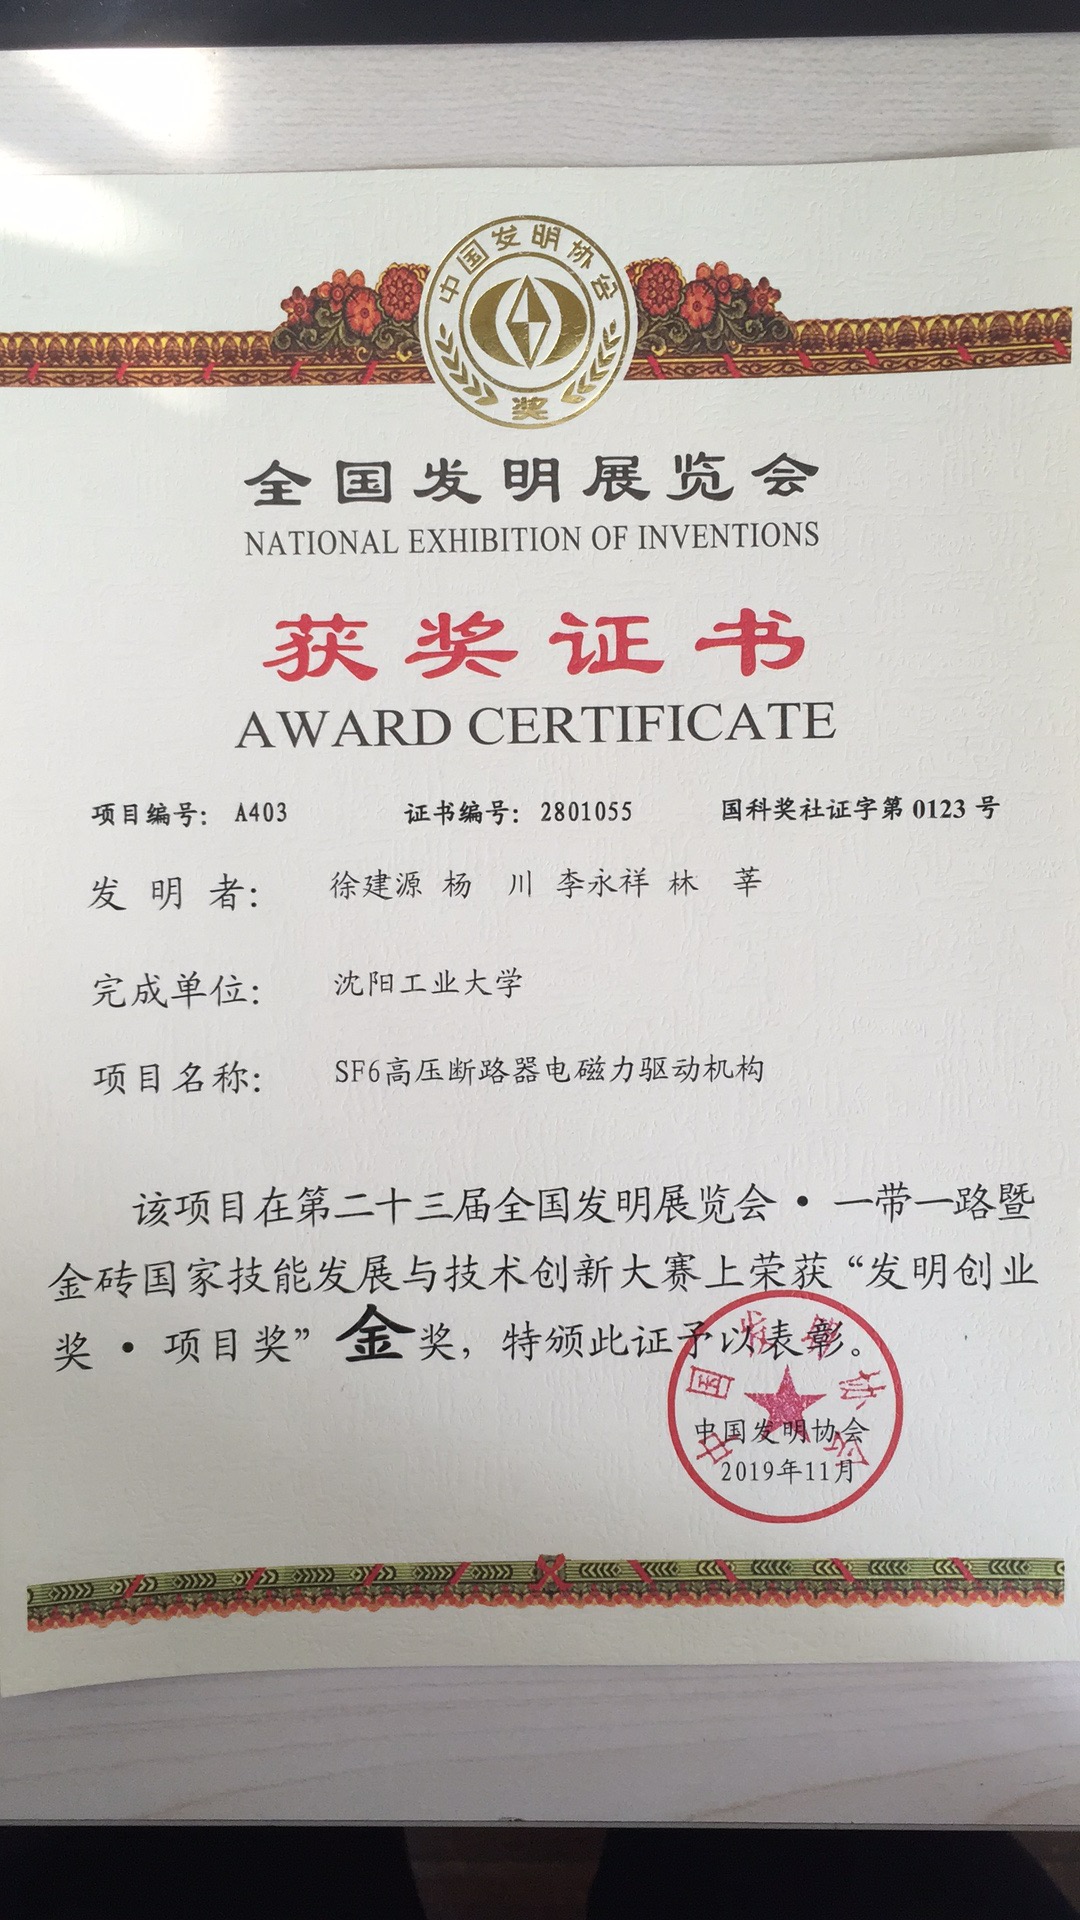 中国发明协会
奖
全国发明展览会
NATIONAL EXHIBITION OF INVENTIONS
获奖证书
AWARD CERTIFICATE
项目编号: A403 证书编号: 2801055 国科奖社证字第 0123 号
发 明 者: 徐建源 杨 川 李永祥 林 莘
完成单位: 沈阳工业大学
项目名称: SF6高压断路器电磁力驱动机构
该项目在第二十三届全国发明展览会·一带一路暨
金砖国家技能发展与技术创新大赛上荣获“发明创业
奖·项目奖”金奖，特颁此证予以表彰。
中国发明协会
中国发明协会
2019年11月